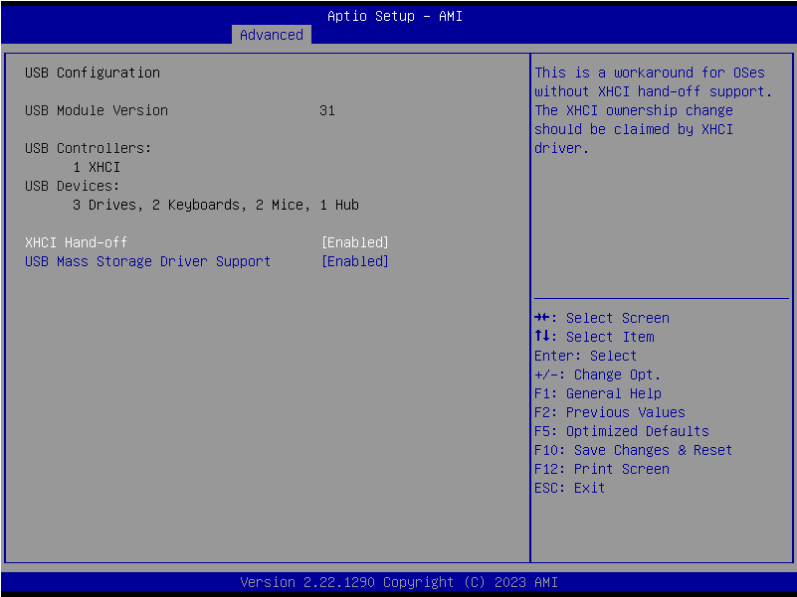 Aptio Setup – AMI
Advanced
USB Configuration
USB Module Version 31
USB Controllers:
1 XHCI
USB Devices:
3 Drives, 2 Keyboards, 2 Mice, 1 Hub
XHCI Hand-off [Enabled]
USB Mass Storage Driver Support [Enabled]
This is a workaround for OSes
without XHCI hand-off support.
The XHCI ownership change
should be claimed by XHCI
driver.
→←: Select Screen
↑↓: Select Item
Enter: Select
+/-: Change Opt.
F1: General Help
F2: Previous Values
F5: Optimized Defaults
F10: Save Changes & Reset
F12: Print Screen
ESC: Exit
Version 2.22.1290 Copyright (C) 2023 AMI